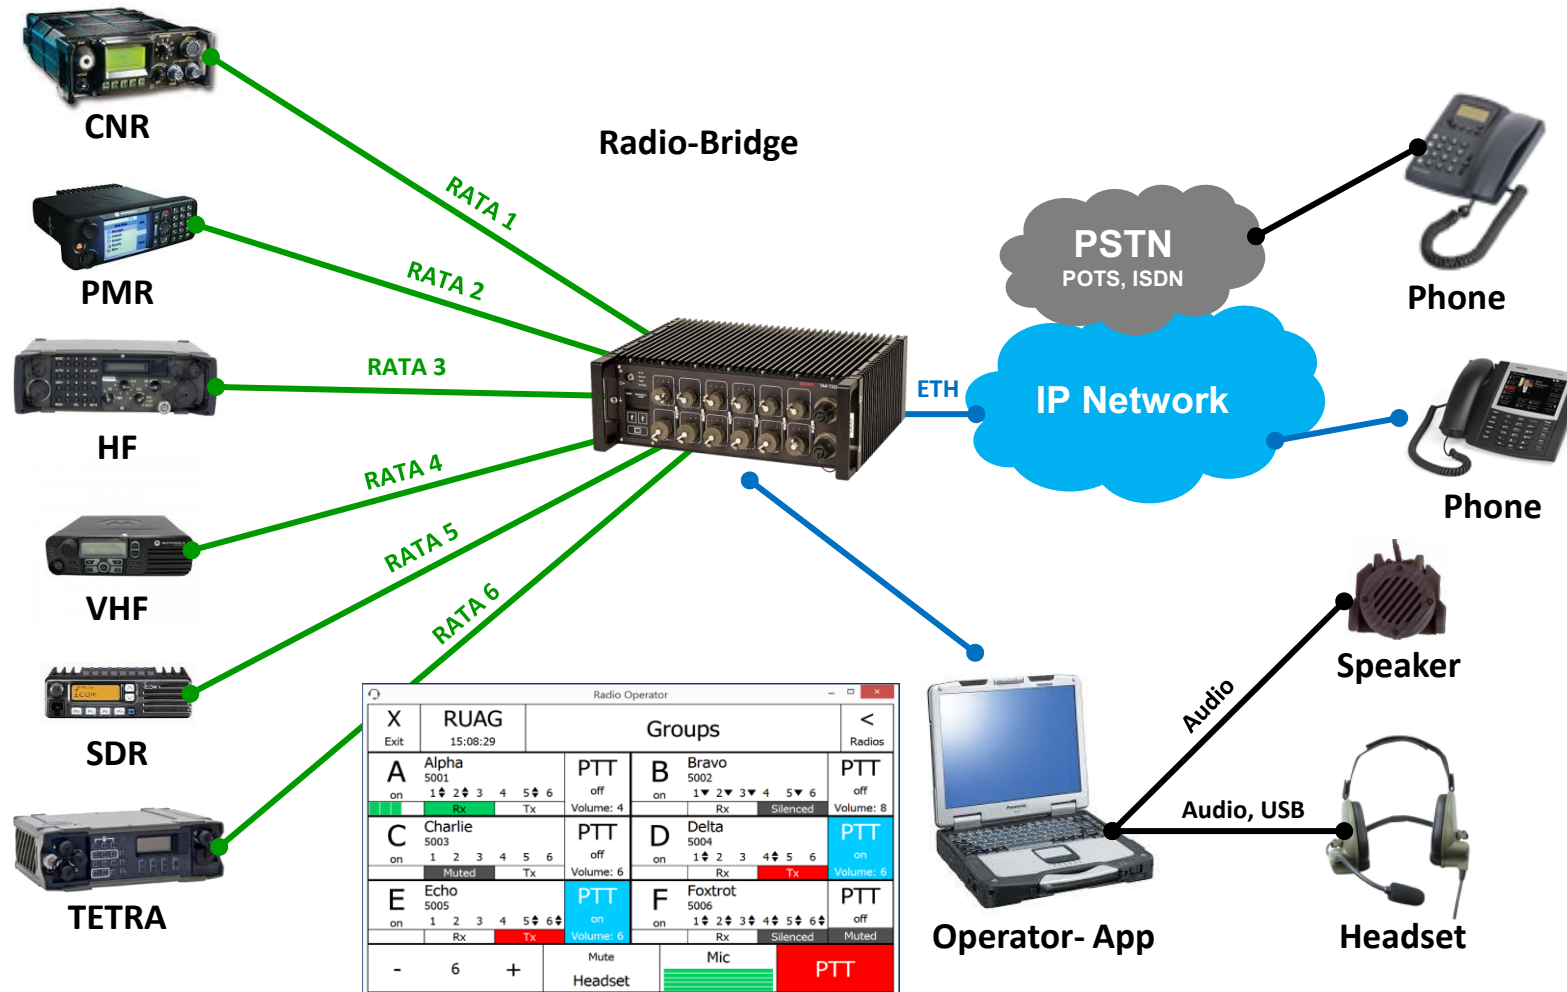 CNR
PMR
HF
VHF
SDR
TETRA
Radio-Bridge
RATA 1
RATA 2
RATA 3
RATA 4
RATA 5
RATA 6
ETH
PSTN
POTS, ISDN
IP Network
Phone
Phone
Speaker
Audio
Audio, USB
Operator- App
Headset
Radio Operator
X
Exit
RUAG
15:08:29
Groups
<
Radios
A
on
Alpha
5001
1 2 3 4 5 6
Rx Tx
PTT
off
Volume: 4
B
on
Bravo
5002
1 2 3 4 5 6
Rx Silenced
PTT
off
Volume: 8
C
on
Charlie
5003
1 2 3 4 5 6
Muted Tx
PTT
off
Volume: 6
D
on
Delta
5004
1 2 3 4 5 6
Rx Tx
PTT
on
Volume: 6
E
on
Echo
5005
1 2 3 4 5 6
Rx Tx
PTT
on
Volume: 6
F
on
Foxtrot
5006
1 2 3 4 5 6
Rx Silenced
PTT
off
Muted
- 6 +
Mute
Headset
Mic
PTT